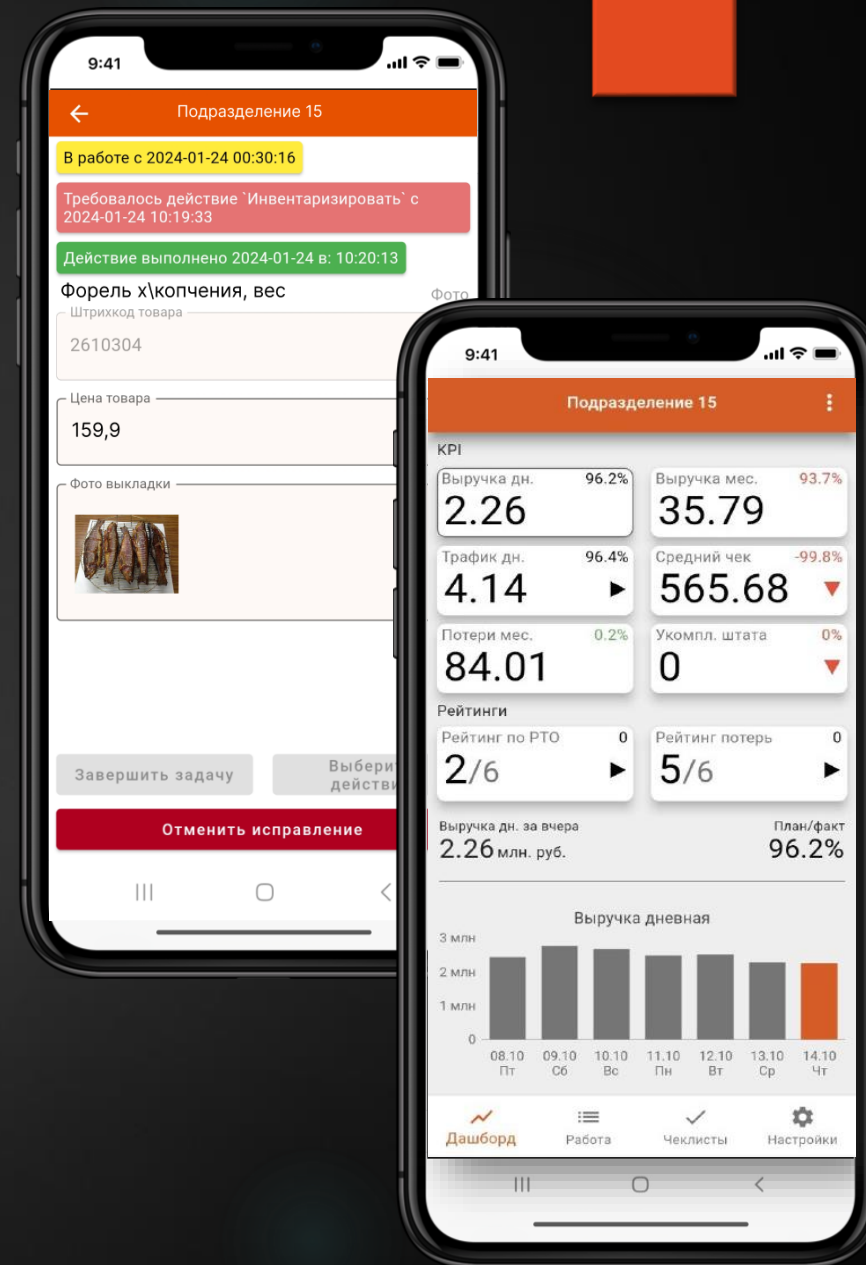 9:41
Подразделение 15
В работе с 2024-01-24 00:30:16
Требовалось действие `Инвентаризировать` с
2024-01-24 10:19:33
Действие выполнено 2024-01-24 в: 10:20:13
Форель х\копчения, вес
Фото
Штрихкод товара
2610304
Цена товара
159,9
Фото выкладки
Завершить задачу
Отменить исправление
9:41
Подразделение 15
KPI
Выручка дн. 96.2%
2.26
Выручка мес. 93.7%
35.79
Трафик дн. 96.4%
4.14
Средний чек -99.8%
565.68
Потери мес. 0.2%
84.01
Укомпл. штата 0%
0
Рейтинги
Рейтинг по РТО 0
2/6
Рейтинг потерь 0
5/6
Выручка дн. за вчера План/факт
2.26 млн. руб. 96.2%
Выручка дневная
3 млн
2 млн
1 млн
0
08.10 09.10 10.10 11.10 12.10 13.10 14.10
Пт Сб Вс Пн Вт Ср Чт
Дашборд Работа Чеклисты Настройки